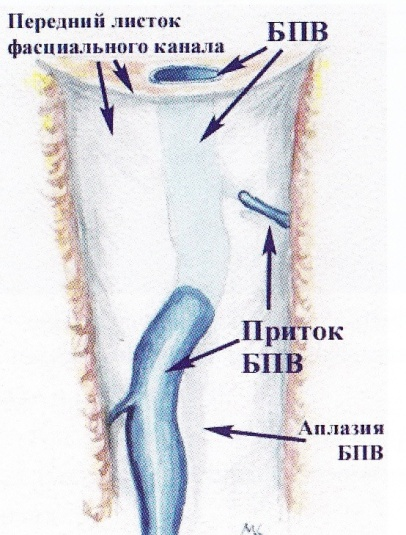 Передний листок
фасциального канала
БПВ
Приток
БПВ
Аплазия
БПВ